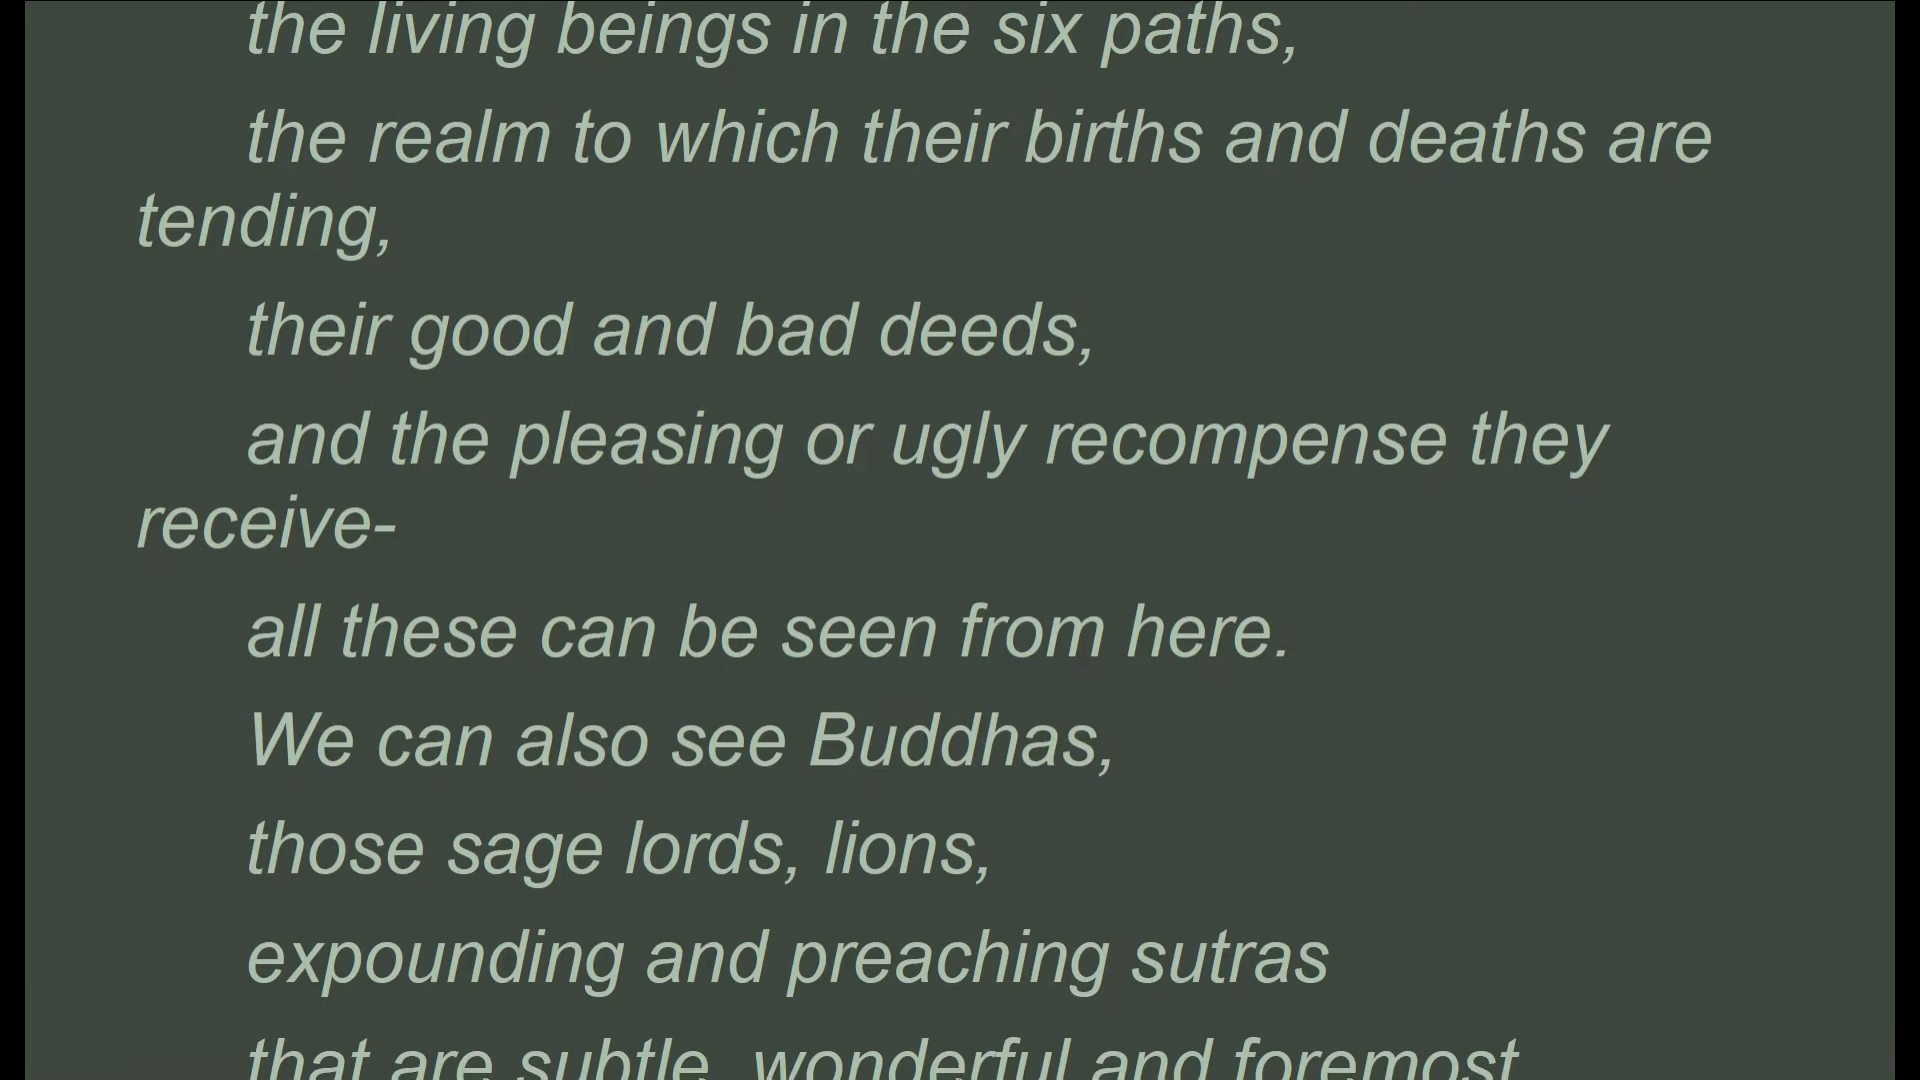 the living beings in the six paths,
the realm to which their births and deaths are
tending,
their good and bad deeds,
and the pleasing or ugly recompense they
receive-
all these can be seen from here.
We can also see Buddhas,
those sage lords, lions,
expounding and preaching sutras
that are subtle, wonderful and foremost